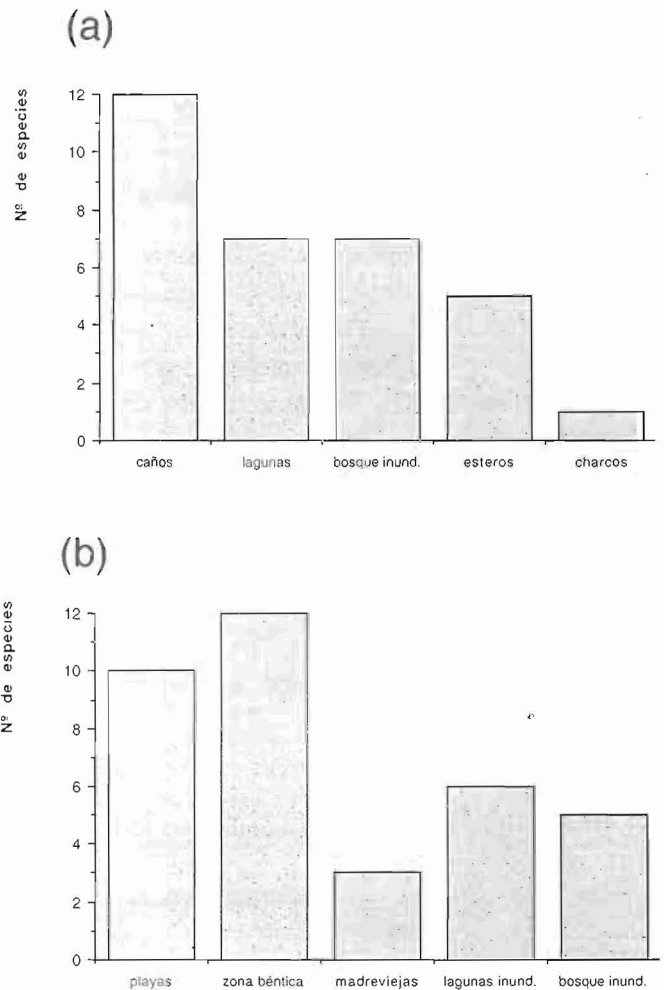 (a)
Nº de especies
12
10
8
6
4
2
0
caños lagunas bosque inund. esteros charcos
(b)
Nº de especies
12
10
8
6
4
2
0
playas zona béntica madreviejas lagunas inund. bosque inund.